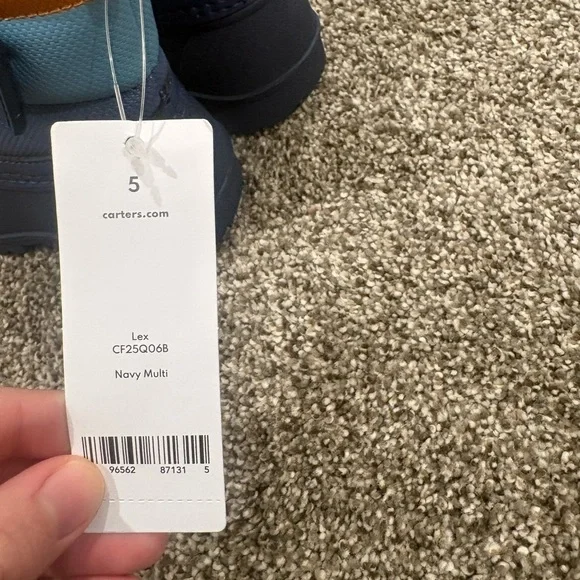 5
carters.com
Lex
CF25Q06B
Navy Multi
96562 87131 5